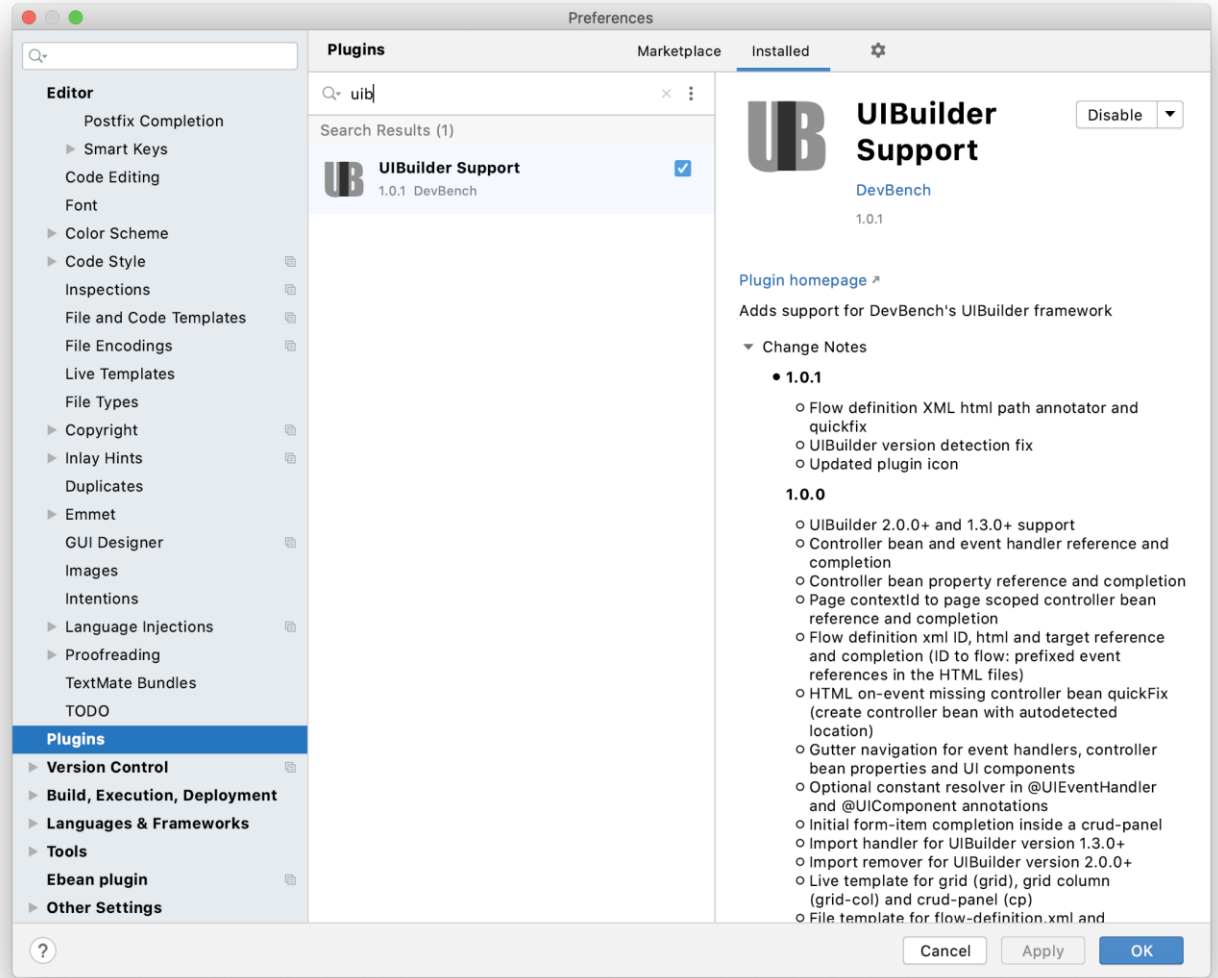 Preferences
Editor
Postfix Completion
Smart Keys
Code Editing
Font
Color Scheme
Code Style
Inspections
File and Code Templates
File Encodings
Live Templates
File Types
Copyright
Inlay Hints
Duplicates
Emmet
GUI Designer
Images
Intentions
Language Injections
Proofreading
TextMate Bundles
TODO
Plugins
Version Control
Build, Execution, Deployment
Languages & Frameworks
Tools
Ebean plugin
Other Settings
Plugins
Marketplace
Installed
uib
Search Results (1)
UIB
UIBuilder Support
1.0.1 DevBench
UIB
UIBuilder
Support
Disable
DevBench
1.0.1
Plugin homepage ↗
Adds support for DevBench's UIBuilder framework
Change Notes
1.0.1
Flow definition XML html path annotator and
quickfix
UIBuilder version detection fix
Updated plugin icon
1.0.0
UIBuilder 2.0.0+ and 1.3.0+ support
Controller bean and event handler reference and
completion
Controller bean property reference and completion
Page contextId to page scoped controller bean
reference and completion
Flow definition xml ID, html and target reference
and completion (ID to flow: prefixed event
references in the HTML files)
HTML on-event missing controller bean quickFix
(create controller bean with autodetected
location)
Gutter navigation for event handlers, controller
bean properties and UI components
Optional constant resolver in @UIEventHandler
and @UIComponent annotations
Initial form-item completion inside a crud-panel
Import handler for UIBuilder version 1.3.0+
Import remover for UIBuilder version 2.0.0+
Live template for grid (grid), grid column
(grid-col) and crud-panel (cp)
File template for flow-definition.xml and
?
Cancel
Apply
OK